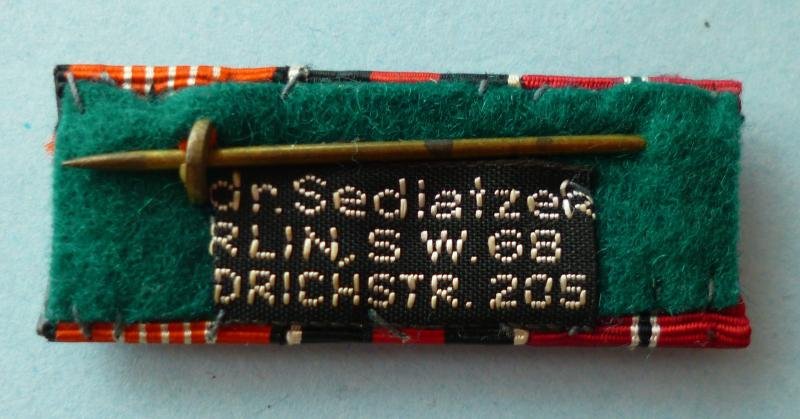 dr. Sedlatzek
RLIN, S W. 68
DRICHSTR. 205